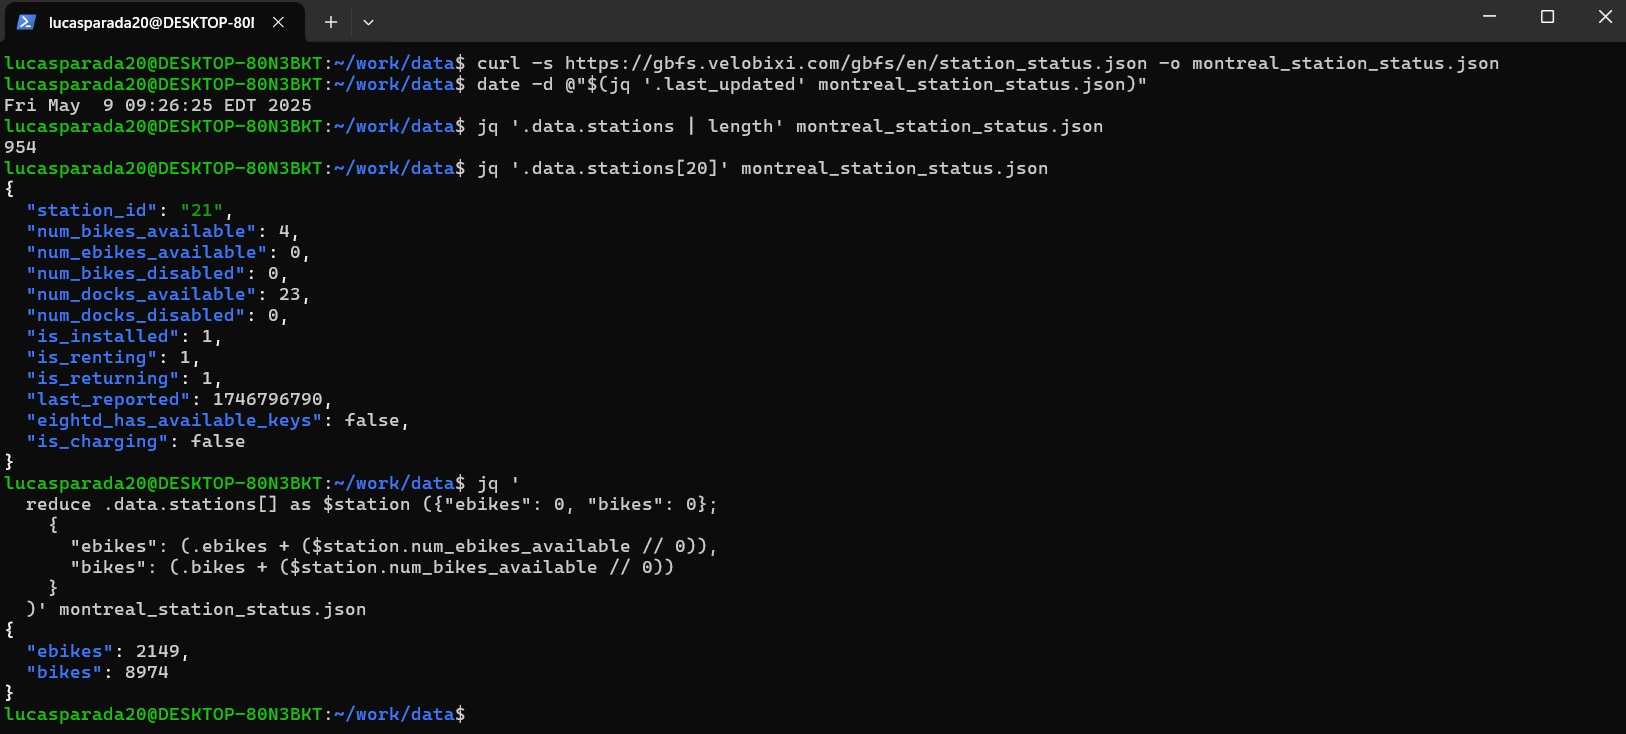 lucasparada20@DESKTOP-80I
lucasparada20@DESKTOP-80N3BKT:~/work/data$ curl -s https://gbfs.velobixi.com/gbfs/en/station_status.json -o montreal_station_status.json
lucasparada20@DESKTOP-80N3BKT:~/work/data$ date -d @"$(jq '.last_updated' montreal_station_status.json)"
Fri May  9 09:26:25 EDT 2025
lucasparada20@DESKTOP-80N3BKT:~/work/data$ jq '.data.stations | length' montreal_station_status.json
954
lucasparada20@DESKTOP-80N3BKT:~/work/data$ jq '.data.stations[20]' montreal_station_status.json
{
  "station_id": "21",
  "num_bikes_available": 4,
  "num_ebikes_available": 0,
  "num_bikes_disabled": 0,
  "num_docks_available": 23,
  "num_docks_disabled": 0,
  "is_installed": 1,
  "is_renting": 1,
  "is_returning": 1,
  "last_reported": 1746796790,
  "eightd_has_available_keys": false,
  "is_charging": false
}
lucasparada20@DESKTOP-80N3BKT:~/work/data$ jq '
  reduce .data.stations[] as $station ({"ebikes": 0, "bikes": 0};
    {
      "ebikes": (.ebikes + ($station.num_ebikes_available // 0)),
      "bikes": (.bikes + ($station.num_bikes_available // 0))
    }
  )' montreal_station_status.json
{
  "ebikes": 2149,
  "bikes": 8974
}
lucasparada20@DESKTOP-80N3BKT:~/work/data$